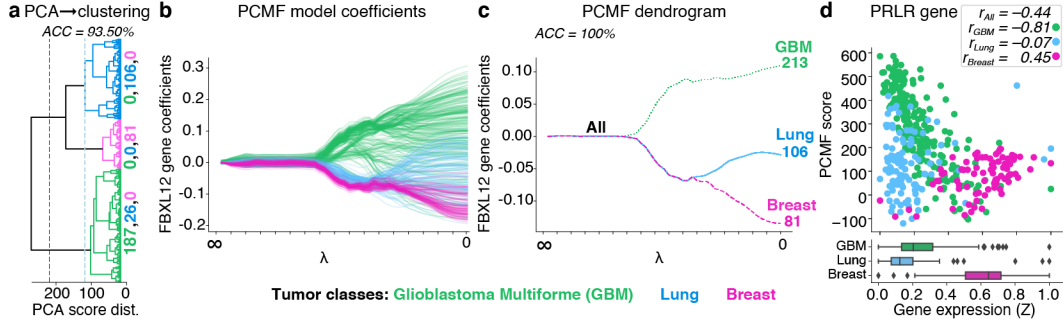 a PCA→clustering
ACC = 93.50%
0,106,0
0,0,81
187,26,0
200 100 0
PCA score dist.
b PCMF model coefficients
FBXL12 gene coefficients
0.3
0.2
0.1
0.0
-0.1
-0.2
∞ 0
λ
c PCMF dendrogram
ACC = 100%
FBXL12 gene coefficients
0.10
0.05
0.00
-0.05
-0.10
All
GBM
213
Lung
106
Breast
81
∞ 0
λ
d PRLR gene
r All = −0.44
r GBM = −0.81
r Lung = −0.07
r Breast = 0.45
PCMF score
600
500
400
300
200
100
0
−100
GBM
Lung
Breast
0.0 0.2 0.4 0.6 0.8 1.0
Gene expression (Z)
Tumor classes: Glioblastoma Multiforme (GBM) Lung Breast